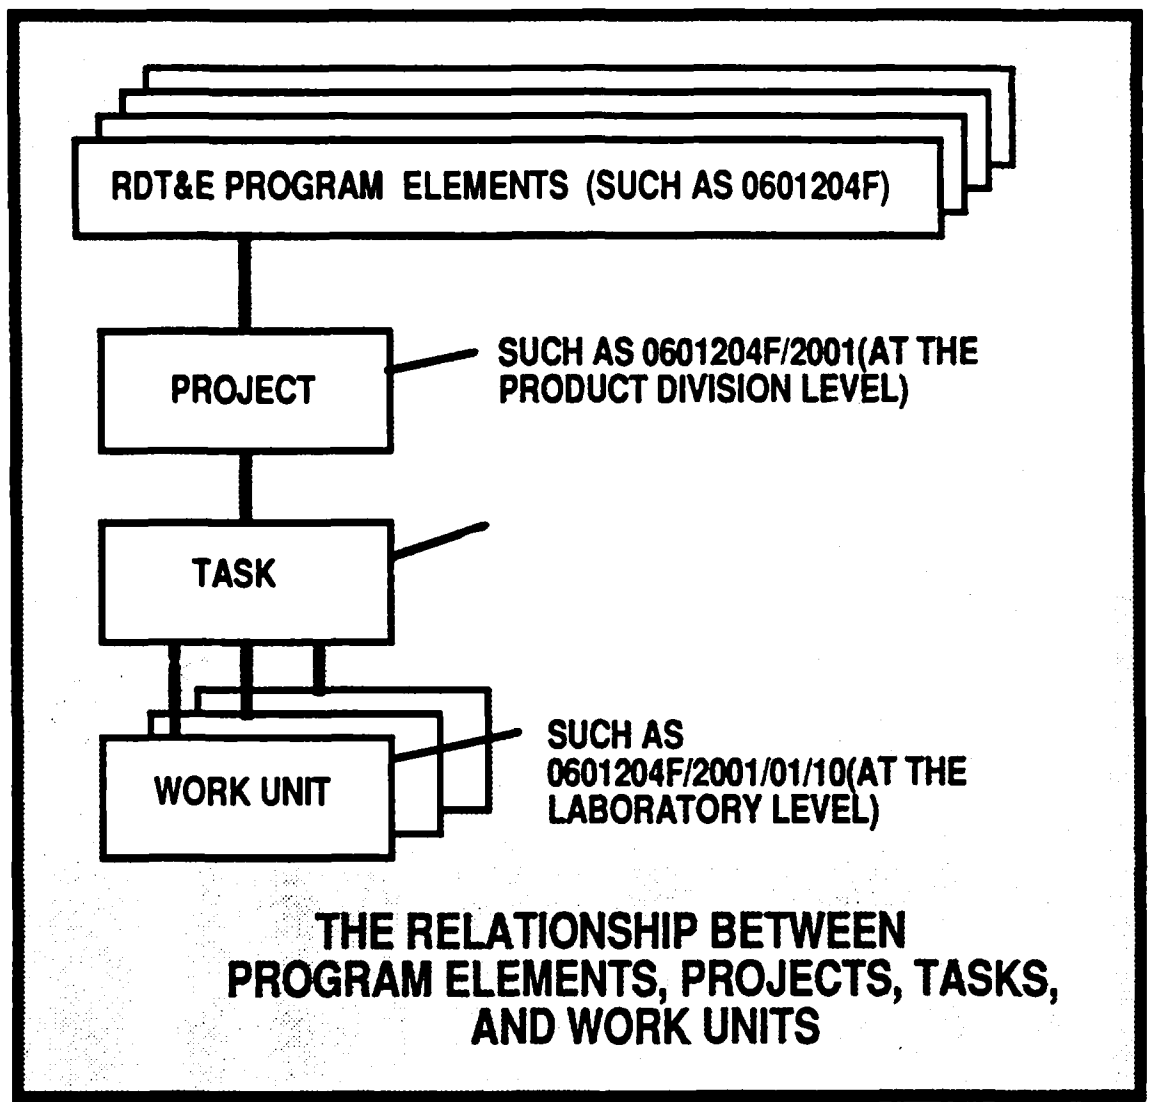 RDT&E PROGRAM ELEMENTS (SUCH AS 0601204F)
PROJECT
SUCH AS 0601204F/2001(AT THE
PRODUCT DIVISION LEVEL)
TASK
WORK UNIT
SUCH AS
0601204F/2001/01/10(AT THE
LABORATORY LEVEL)
THE RELATIONSHIP BETWEEN
PROGRAM ELEMENTS, PROJECTS, TASKS,
AND WORK UNITS